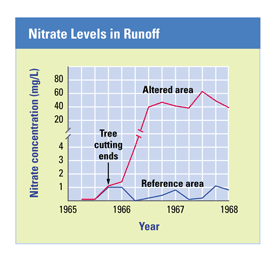 Nitrate Levels in Runoff
Nitrate concentration (mg/L)
80
60
40
20
4
3
2
1
Altered area
Tree
cutting
ends
Reference area
1965
1966
1967
1968
Year